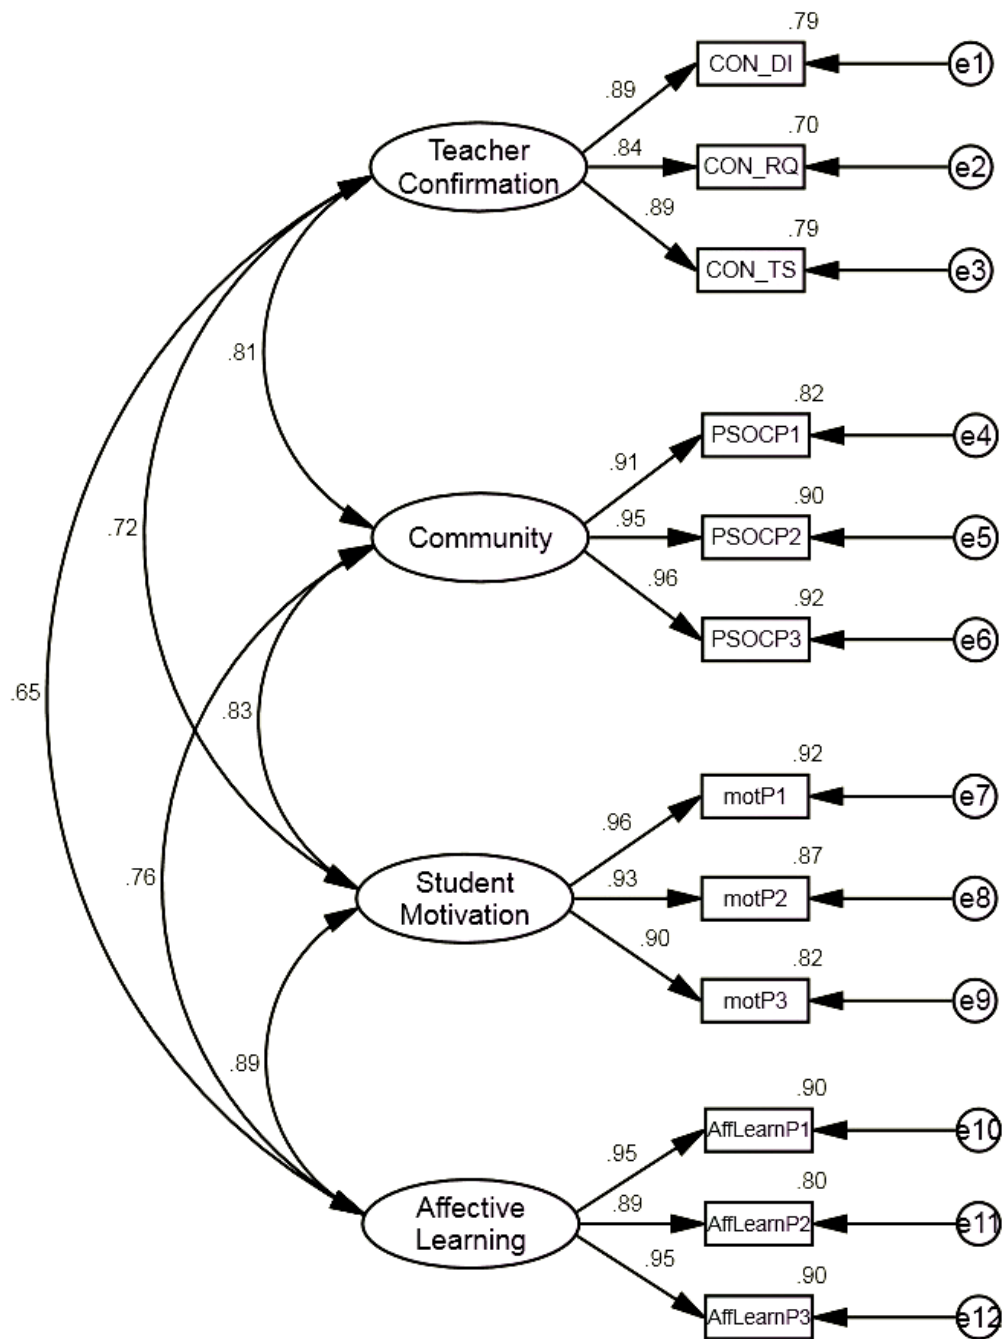 .79
CON_DI
e1
.89
Teacher
Confirmation
.84
.70
CON_RQ
e2
.89
.79
CON_TS
e3
.81
.82
PSOCP1
e4
.91
.72
Community
.95
.90
PSOCP2
e5
.96
.92
PSOCP3
e6
.65
.83
.92
motP1
e7
.96
.76
Student
Motivation
.93
.87
motP2
e8
.90
.82
motP3
e9
.89
.90
AffLearnP1
e10
.95
Affective
Learning
.89
.80
AffLearnP2
e11
.95
.90
AffLearnP3
e12